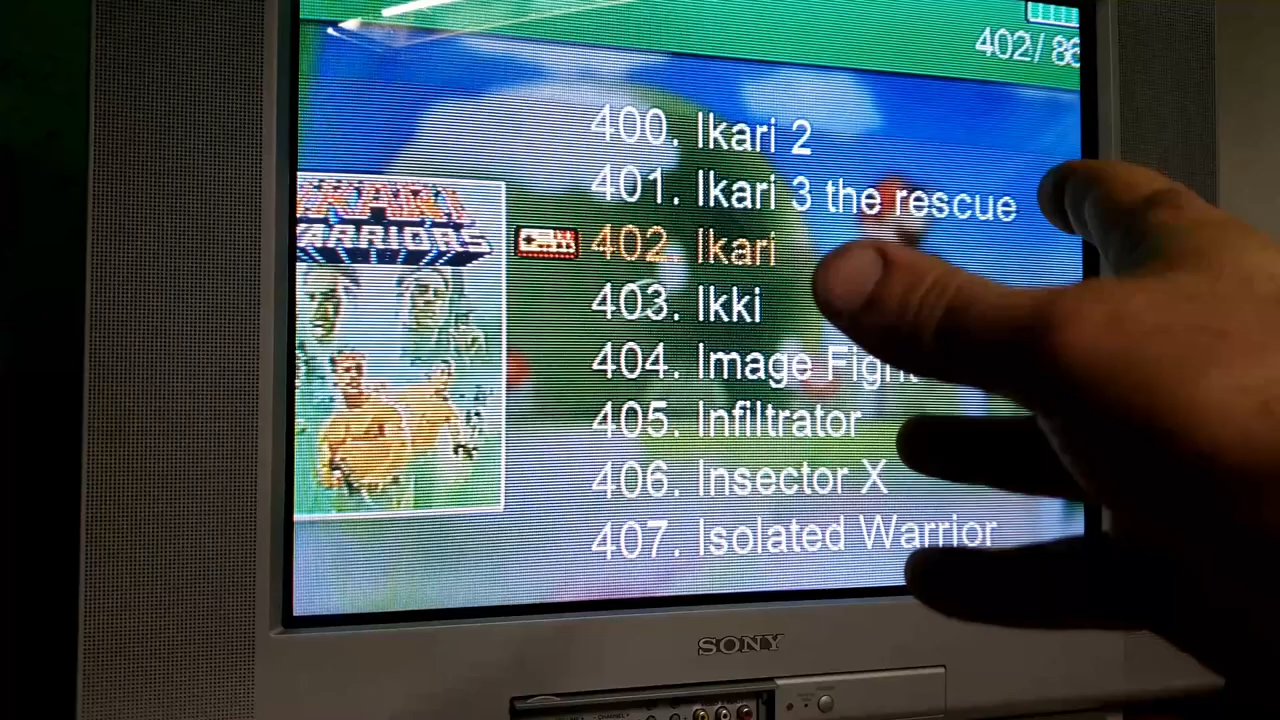 402/86
400. Ikari 2
401. Ikari 3 the rescue
IKARI
WARRIORS
402. Ikari
403. Ikki
404. Image Fight
405. Infiltrator
406. Insector X
407. Isolated Warrior
SONY